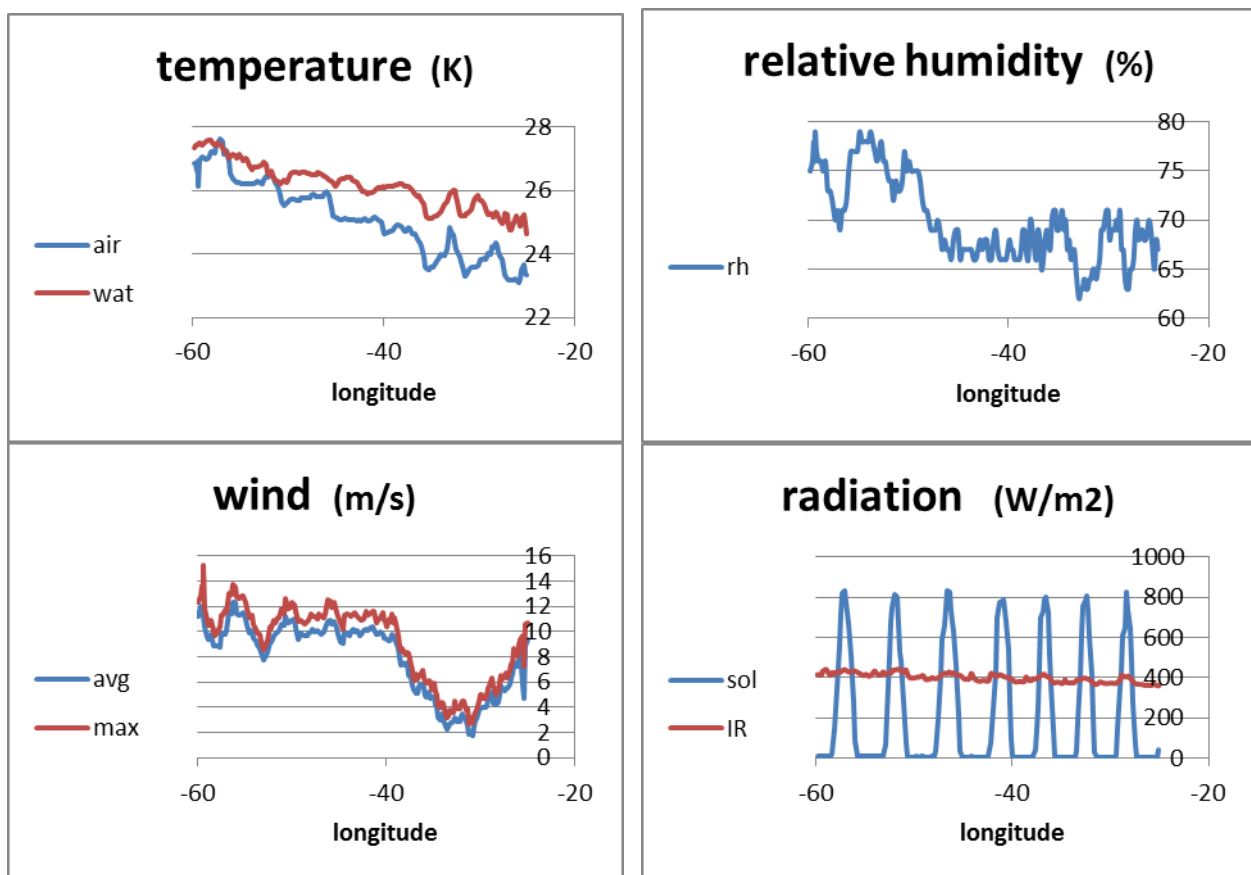 temperature (K)
28
26
24
22
air
wat
-60
-40
-20
longitude
relative humidity (%)
80
75
70
65
60
rh
-60
-40
-20
longitude
wind (m/s)
16
14
12
10
8
6
4
2
0
avg
max
-60
-40
-20
longitude
radiation (W/m2)
1000
800
600
400
200
0
sol
IR
-60
-40
-20
longitude